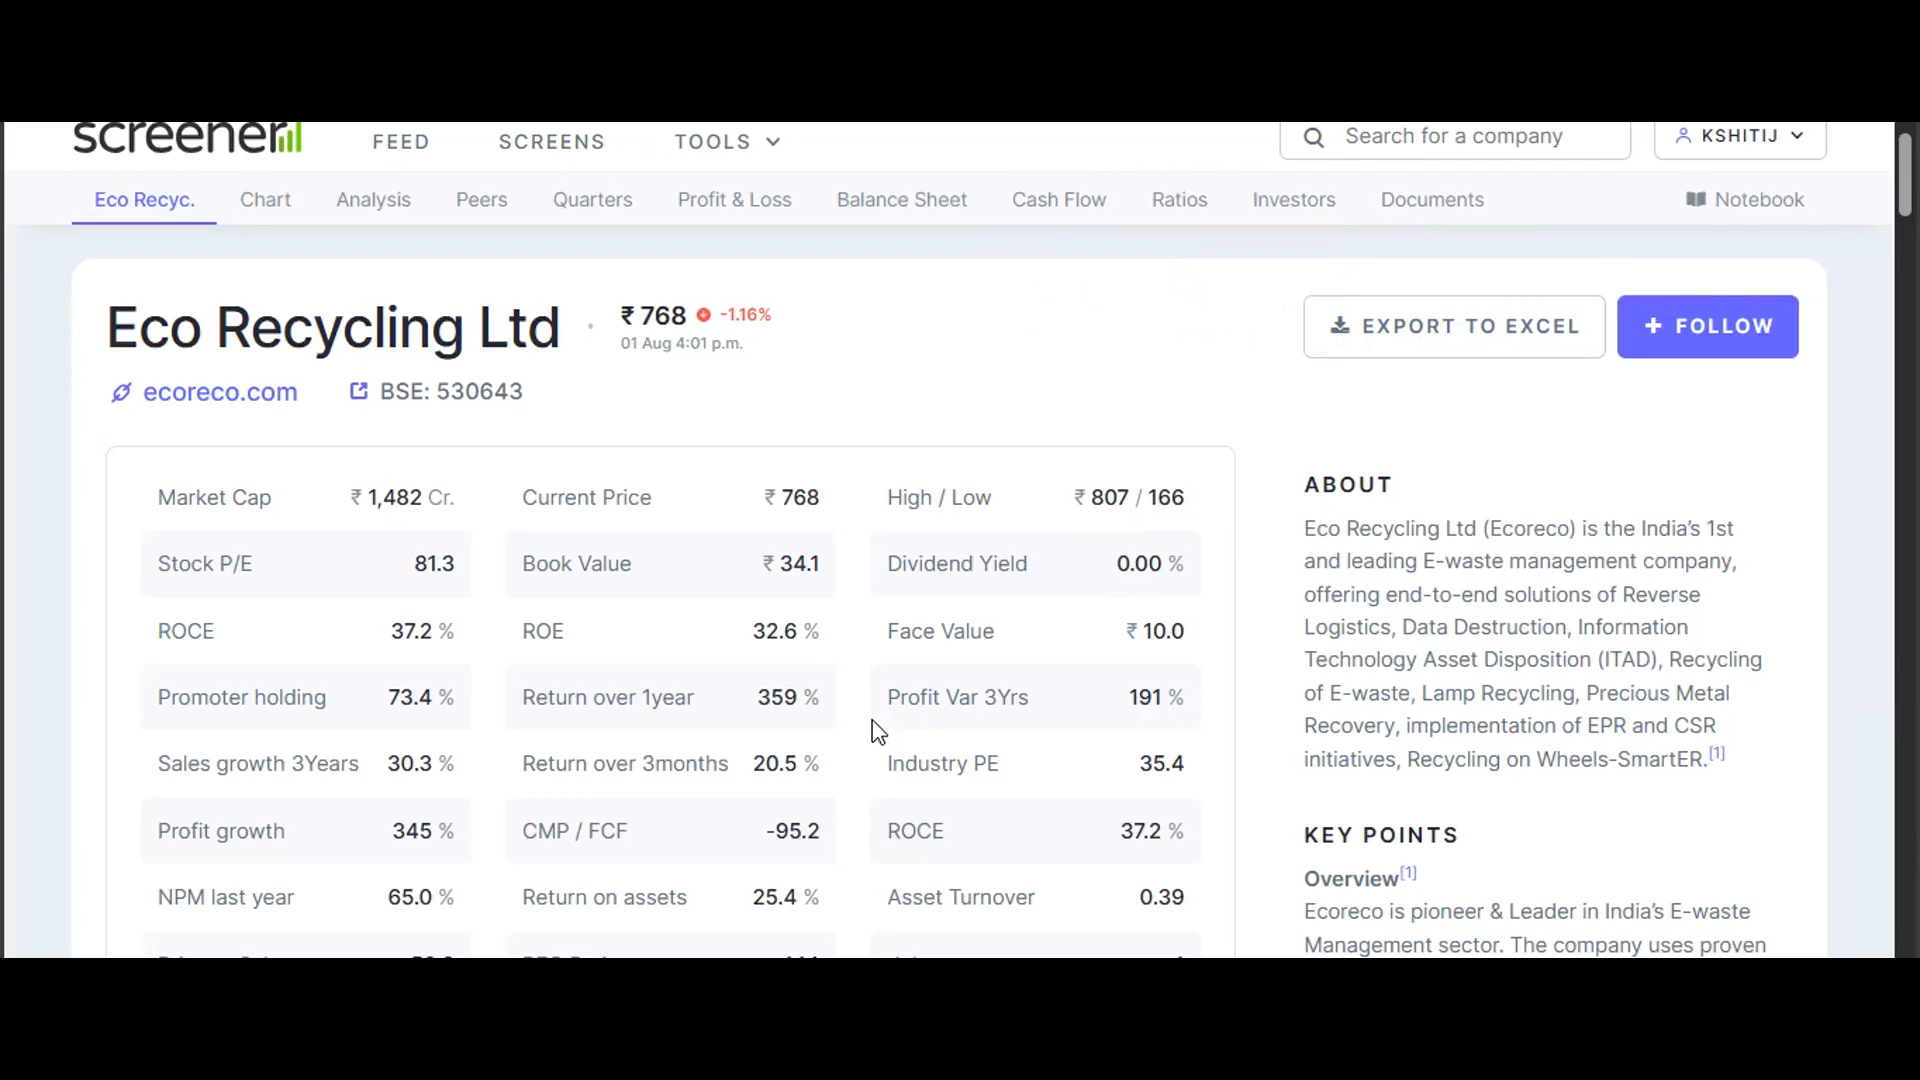 screener
FEED SCREENS TOOLS
Search for a company
KSHITIJ
Eco Recyc. Chart Analysis Peers Quarters Profit & Loss Balance Sheet Cash Flow Ratios Investors Documents Notebook
Eco Recycling Ltd
₹ 768 -1.16%
01 Aug 4:01 p.m.
EXPORT TO EXCEL
+ FOLLOW
ecoreco.com BSE: 530643
Market Cap ₹ 1,482 Cr. Current Price ₹ 768 High / Low ₹ 807 / 166
Stock P/E 81.3 Book Value ₹ 34.1 Dividend Yield 0.00 %
ROCE 37.2 % ROE 32.6 % Face Value ₹ 10.0
Promoter holding 73.4 % Return over 1year 359 % Profit Var 3Yrs 191 %
Sales growth 3Years 30.3 % Return over 3months 20.5 % Industry PE 35.4
Profit growth 345 % CMP / FCF -95.2 ROCE 37.2 %
NPM last year 65.0 % Return on assets 25.4 % Asset Turnover 0.39
ABOUT
Eco Recycling Ltd (Ecoreco) is the India's 1st
and leading E-waste management company,
offering end-to-end solutions of Reverse
Logistics, Data Destruction, Information
Technology Asset Disposition (ITAD), Recycling
of E-waste, Lamp Recycling, Precious Metal
Recovery, implementation of EPR and CSR
initiatives, Recycling on Wheels-SmartER.[1]
KEY POINTS
Overview[1]
Ecoreco is pioneer & Leader in India's E-waste
Management sector. The company uses proven